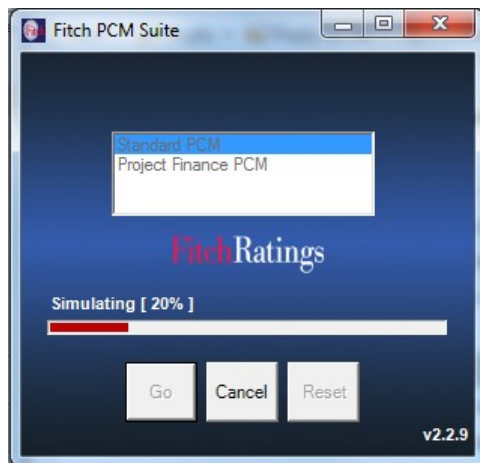 Fitch PCM Suite
Standard PCM
Project Finance PCM
FitchRatings
Simulating [ 20% ]
Go
Cancel
Reset
v2.2.9